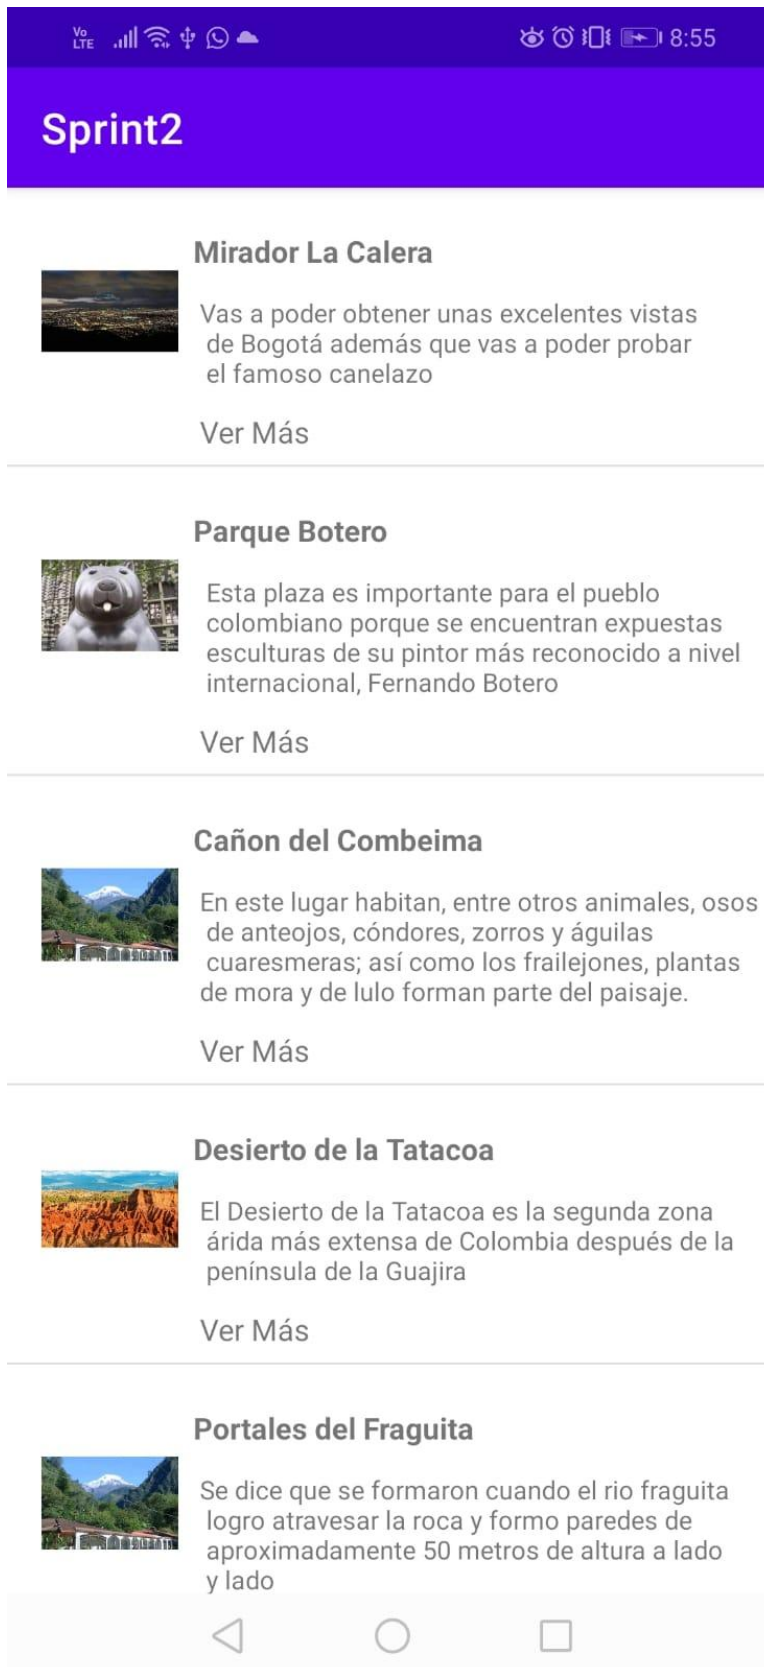 Vo
LTE
8:55
Sprint2
Mirador La Calera
Vas a poder obtener unas excelentes vistas
de Bogotá además que vas a poder probar
el famoso canelazo
Ver Más
Parque Botero
Esta plaza es importante para el pueblo
colombiano porque se encuentran expuestas
esculturas de su pintor más reconocido a nivel
internacional, Fernando Botero
Ver Más
Cañon del Combeima
En este lugar habitan, entre otros animales, osos
de anteojos, cóndores, zorros y águilas
cuaresmeras; así como los frailejones, plantas
de mora y de lulo forman parte del paisaje.
Ver Más
Desierto de la Tatacoa
El Desierto de la Tatacoa es la segunda zona
árida más extensa de Colombia después de la
península de la Guajira
Ver Más
Portales del Fraguita
Se dice que se formaron cuando el rio fraguita
logro atravesar la roca y formo paredes de
aproximadamente 50 metros de altura a lado
y lado